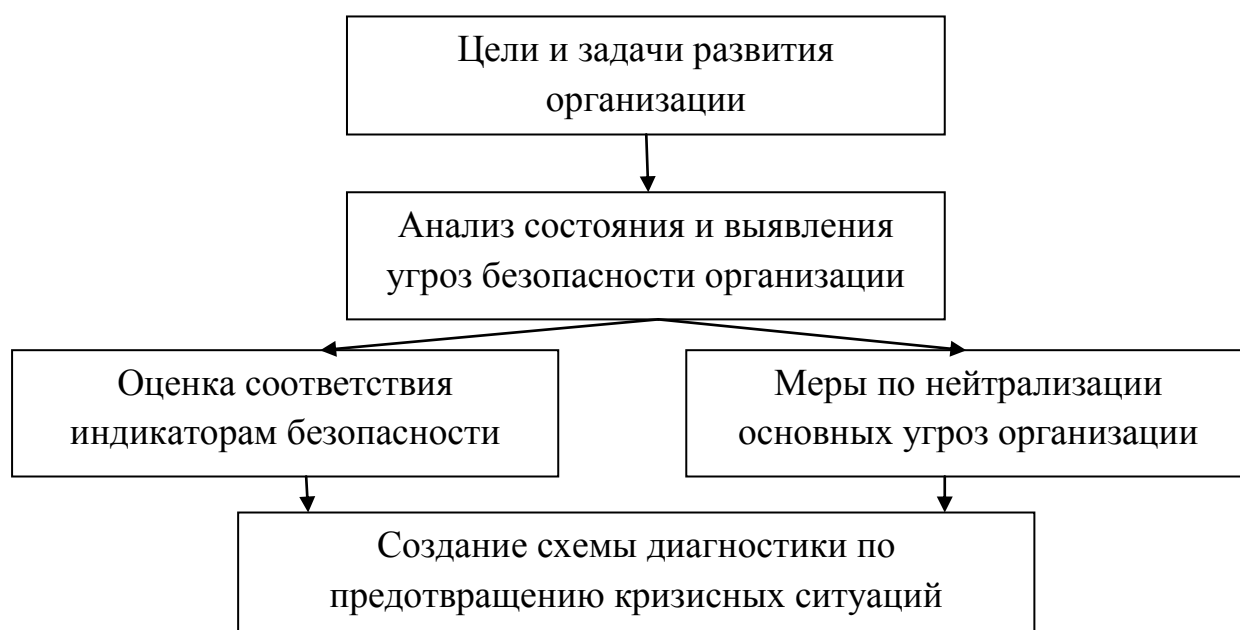 Цели и задачи развития
организации
Анализ состояния и выявления
угроз безопасности организации
Оценка соответствия
индикаторам безопасности
Меры по нейтрализации
основных угроз организации
Создание схемы диагностики по
предотвращению кризисных ситуаций